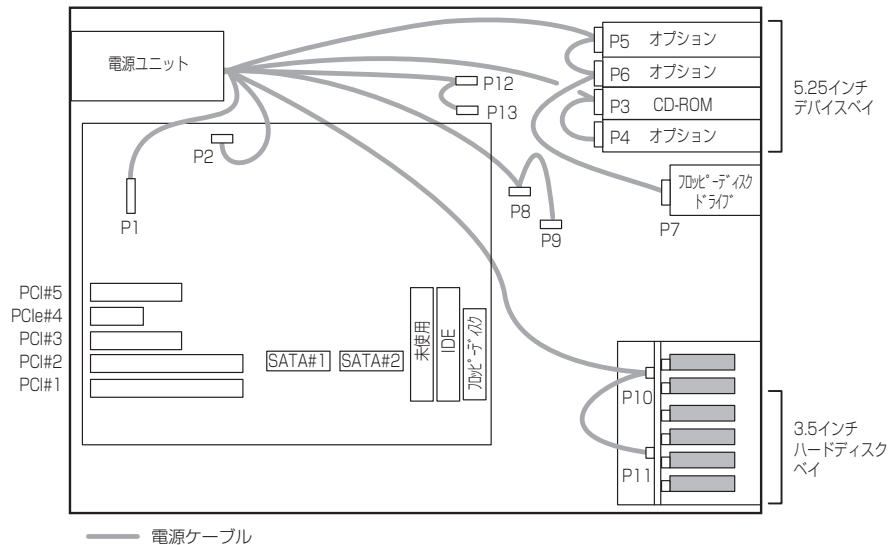 電源ユニット
P5 オプション
P6 オプション
P3 CD-ROM
P4 オプション
5.25インチ
デバイスベイ
P12
P13
P2
P1
P8
P9
フロッピーディスク
ドライブ
P7
PCI#5
PCIe#4
PCI#3
PCI#2
PCI#1
SATA#1
SATA#2
未使用
IDE
フロッピーディスク
P10
P11
3.5インチ
ハードディスク
ベイ
電源ケーブル